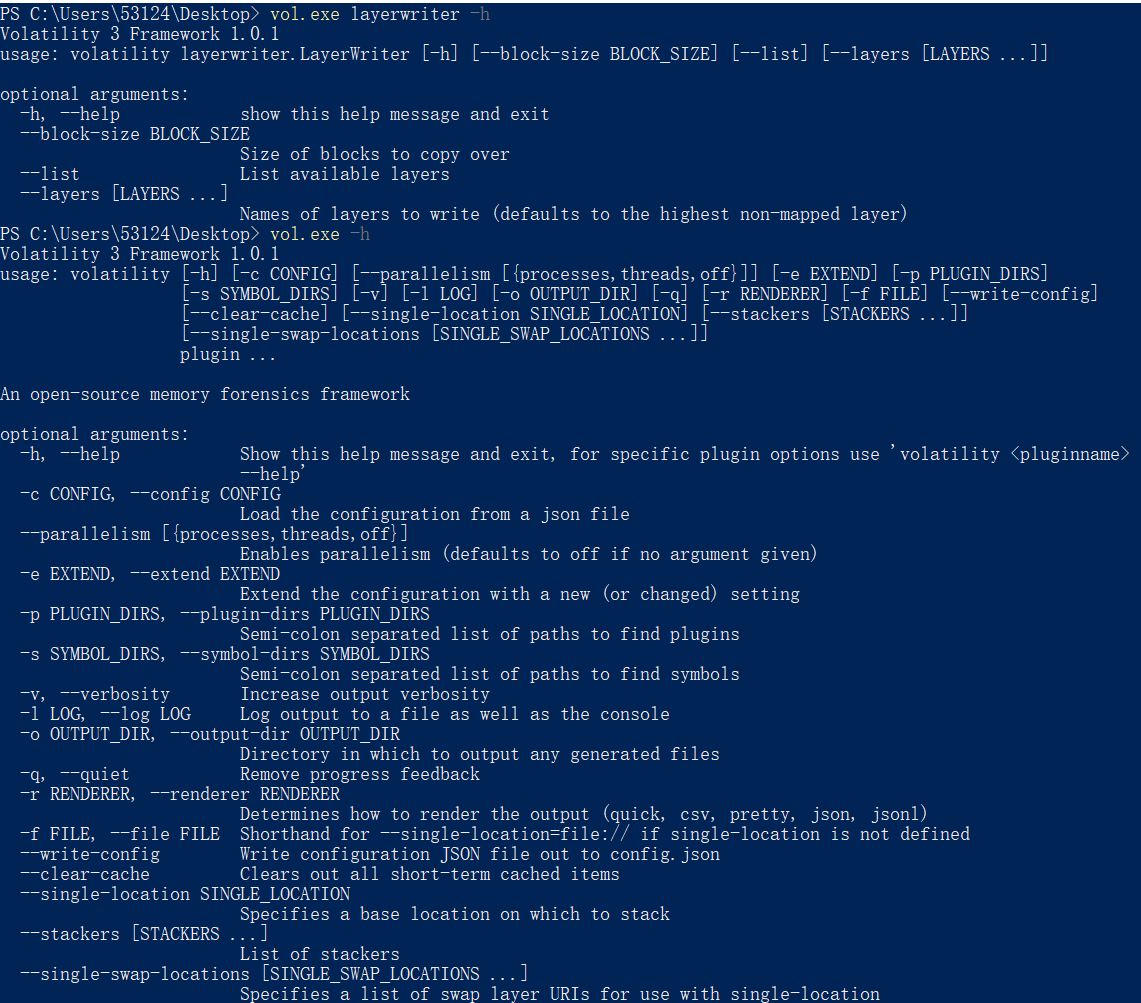 PS C:\Users\53124\Desktop> vol.exe layerwriter -h
Volatility 3 Framework 1.0.1
usage: volatility layerwriter.LayerWriter [-h] [--block-size BLOCK_SIZE] [--list] [--layers [LAYERS ...]]

optional arguments:
  -h, --help            show this help message and exit
  --block-size BLOCK_SIZE
                        Size of blocks to copy over
  --list                List available layers
  --layers [LAYERS ...]
                        Names of layers to write (defaults to the highest non-mapped layer)
PS C:\Users\53124\Desktop> vol.exe -h
Volatility 3 Framework 1.0.1
usage: volatility [-h] [-c CONFIG] [--parallelism [{processes,threads,off}]] [-e EXTEND] [-p PLUGIN_DIRS]
                  [-s SYMBOL_DIRS] [-v] [-l LOG] [-o OUTPUT_DIR] [-q] [-r RENDERER] [-f FILE] [--write-config]
                  [--clear-cache] [--single-location SINGLE_LOCATION] [--stackers [STACKERS ...]]
                  [--single-swap-locations [SINGLE_SWAP_LOCATIONS ...]]
                  plugin ...

An open-source memory forensics framework

optional arguments:
  -h, --help            Show this help message and exit, for specific plugin options use 'volatility <pluginname>
                        --help'
  -c CONFIG, --config CONFIG
                        Load the configuration from a json file
  --parallelism [{processes,threads,off}]
                        Enables parallelism (defaults to off if no argument given)
  -e EXTEND, --extend EXTEND
                        Extend the configuration with a new (or changed) setting
  -p PLUGIN_DIRS, --plugin-dirs PLUGIN_DIRS
                        Semi-colon separated list of paths to find plugins
  -s SYMBOL_DIRS, --symbol-dirs SYMBOL_DIRS
                        Semi-colon separated list of paths to find symbols
  -v, --verbosity       Increase output verbosity
  -l LOG, --log LOG     Log output to a file as well as the console
  -o OUTPUT_DIR, --output-dir OUTPUT_DIR
                        Directory in which to output any generated files
  -q, --quiet           Remove progress feedback
  -r RENDERER, --renderer RENDERER
                        Determines how to render the output (quick, csv, pretty, json, jsonl)
  -f FILE, --file FILE  Shorthand for --single-location=file:// if single-location is not defined
  --write-config        Write configuration JSON file out to config.json
  --clear-cache         Clears out all short-term cached items
  --single-location SINGLE_LOCATION
                        Specifies a base location on which to stack
  --stackers [STACKERS ...]
                        List of stackers
  --single-swap-locations [SINGLE_SWAP_LOCATIONS ...]
                        Specifies a list of swap layer URIs for use with single-location